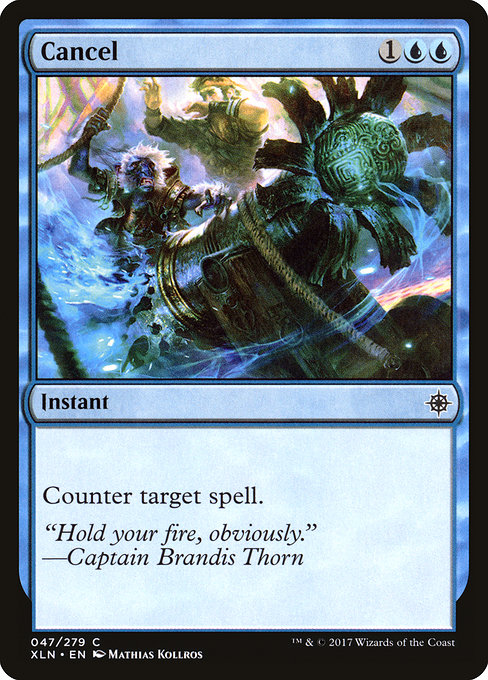 Cancel 1
Instant
Counter target spell.
“Hold your fire, obviously.”
—Captain Brandis Thorn
047/279 C
XLN • EN Mathias Kollros
™ & © 2017 Wizards of the Coast